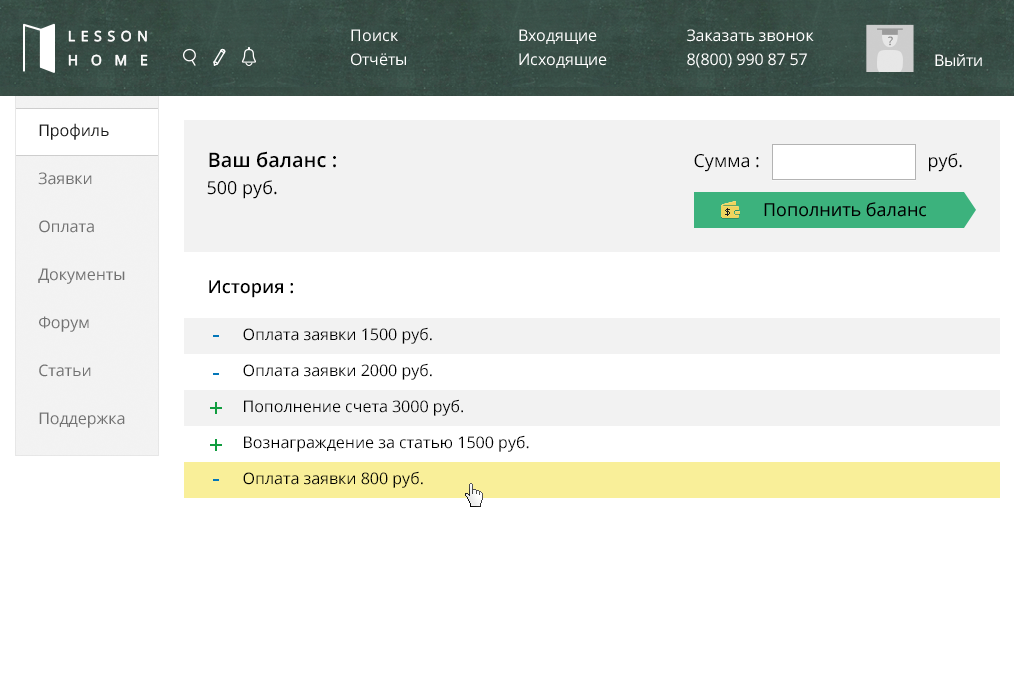 LESSON
HOME
Поиск
Отчёты
Входящие
Исходящие
Заказать звонок
8(800) 990 87 57
?
Выйти
Профиль
Заявки
Оплата
Документы
Форум
Статьи
Поддержка
Ваш баланс :
500 руб.
Сумма : руб.
$ Пополнить баланс
История :
- Оплата заявки 1500 руб.
- Оплата заявки 2000 руб.
+ Пополнение счета 3000 руб.
+ Вознаграждение за статью 1500 руб.
- Оплата заявки 800 руб.